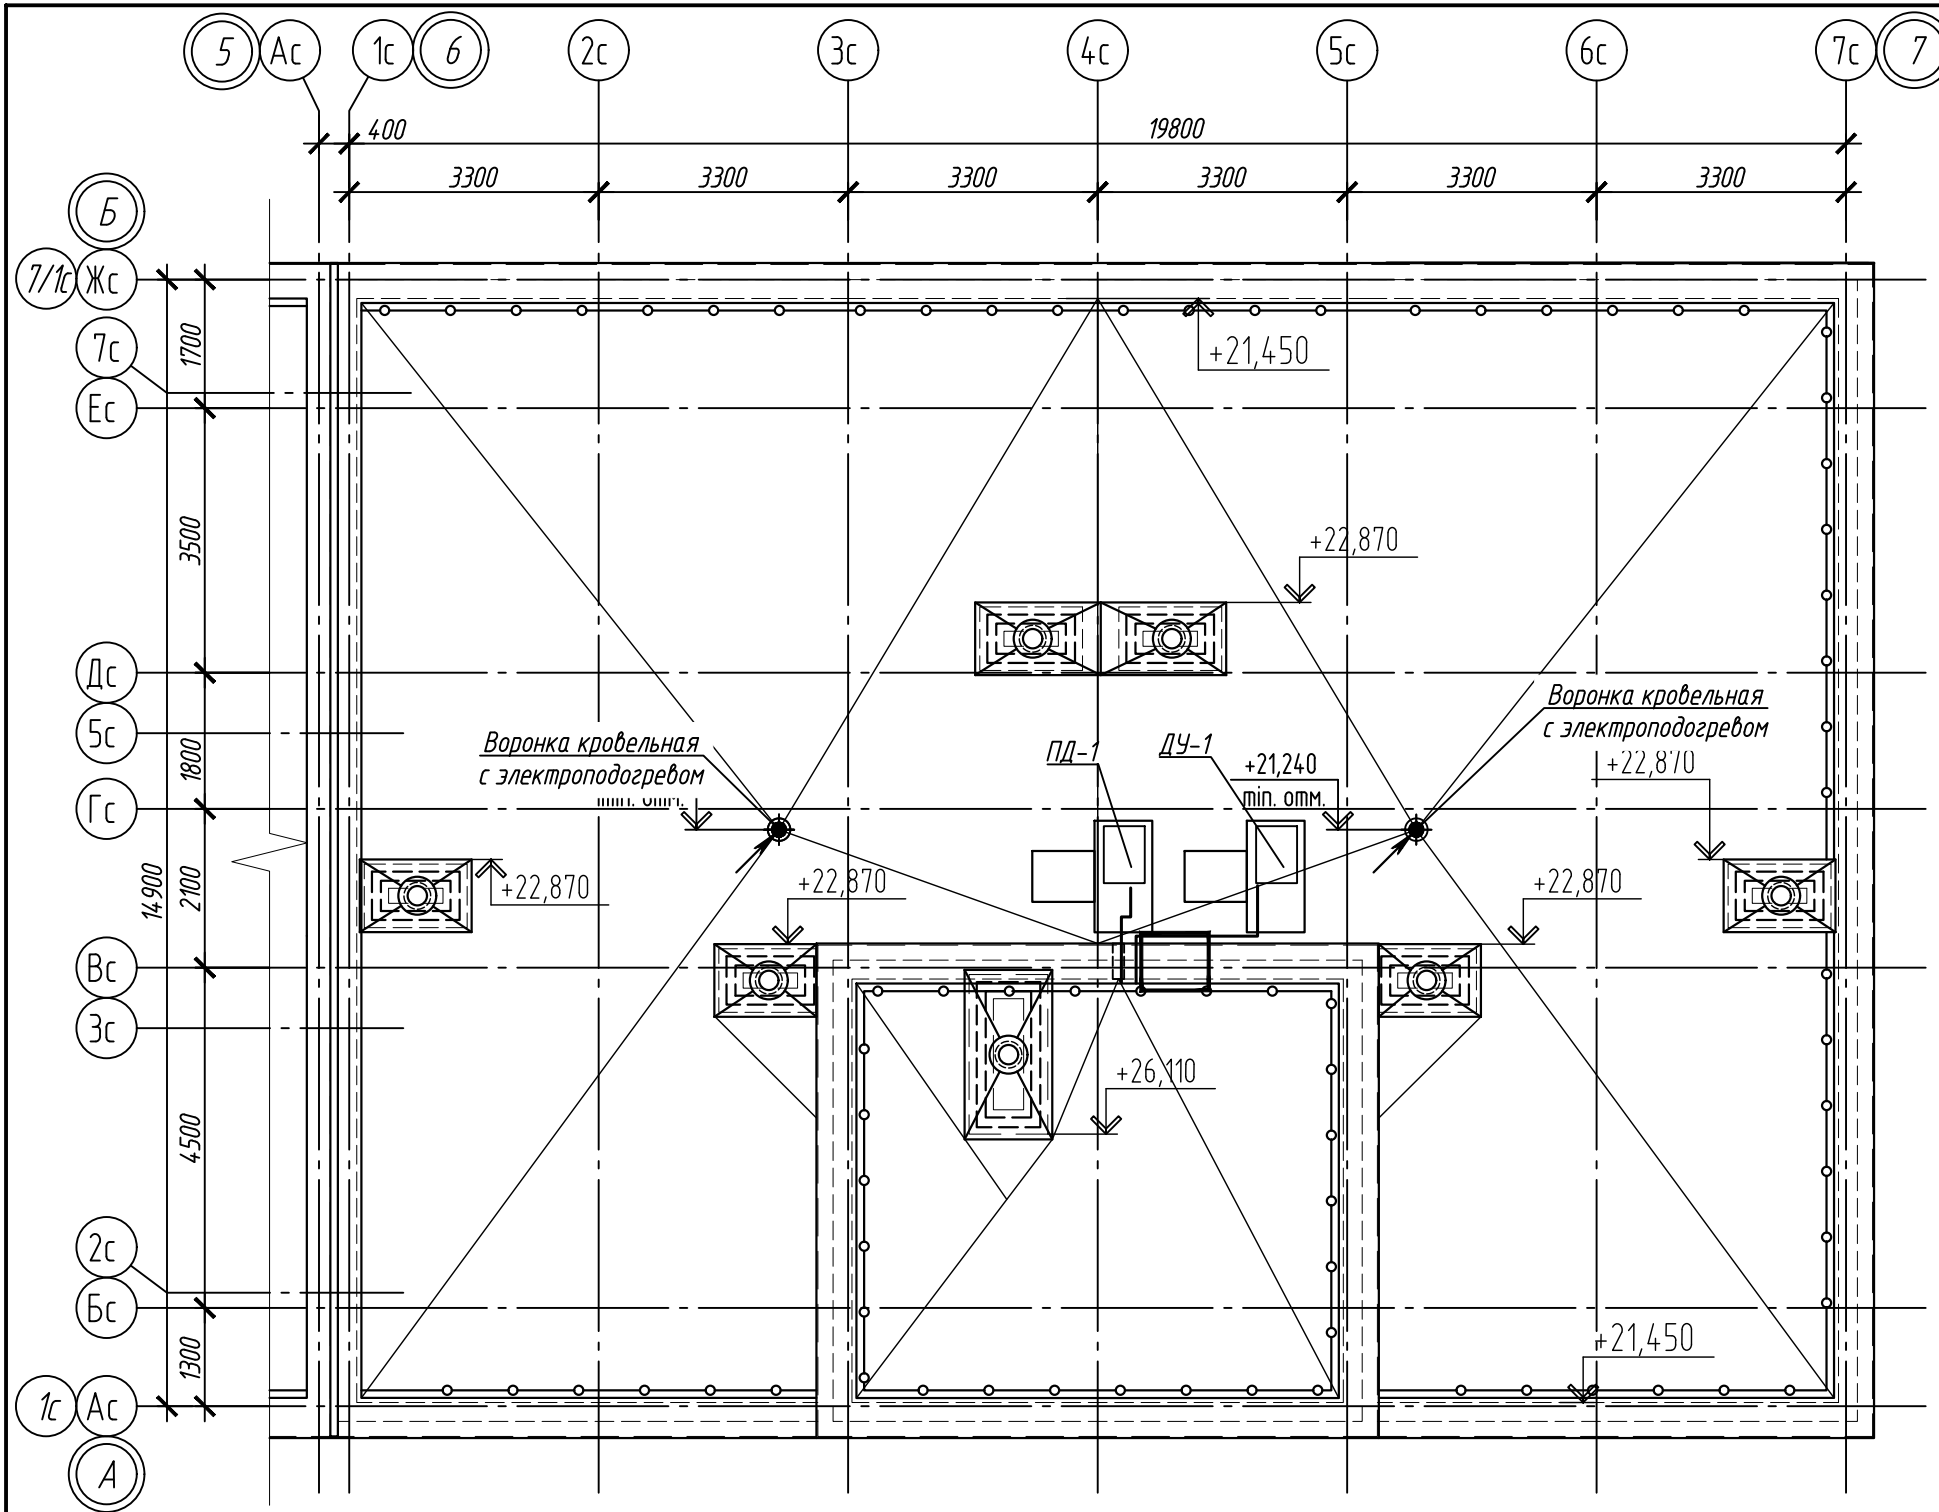 5
Ас
1с
6
2с
3с
4с
5с
6с
7с
7
400
19800
3300
3300
3300
3300
3300
3300
Б
7/1с
Жс
7с
Ес
Дс
5с
Гс
Вс
3с
2с
Бс
1с
Ас
А
1700
3500
1800
2100
4500
1300
14900
+21,450
+22,870
Воронка кровельная
с электроподогревом
min. отм.
ПД-1
ДУ-1
+21,240
min. отм.
Воронка кровельная
с электроподогревом
+22,870
+22,870
+22,870
+22,870
+26,110
+21,450